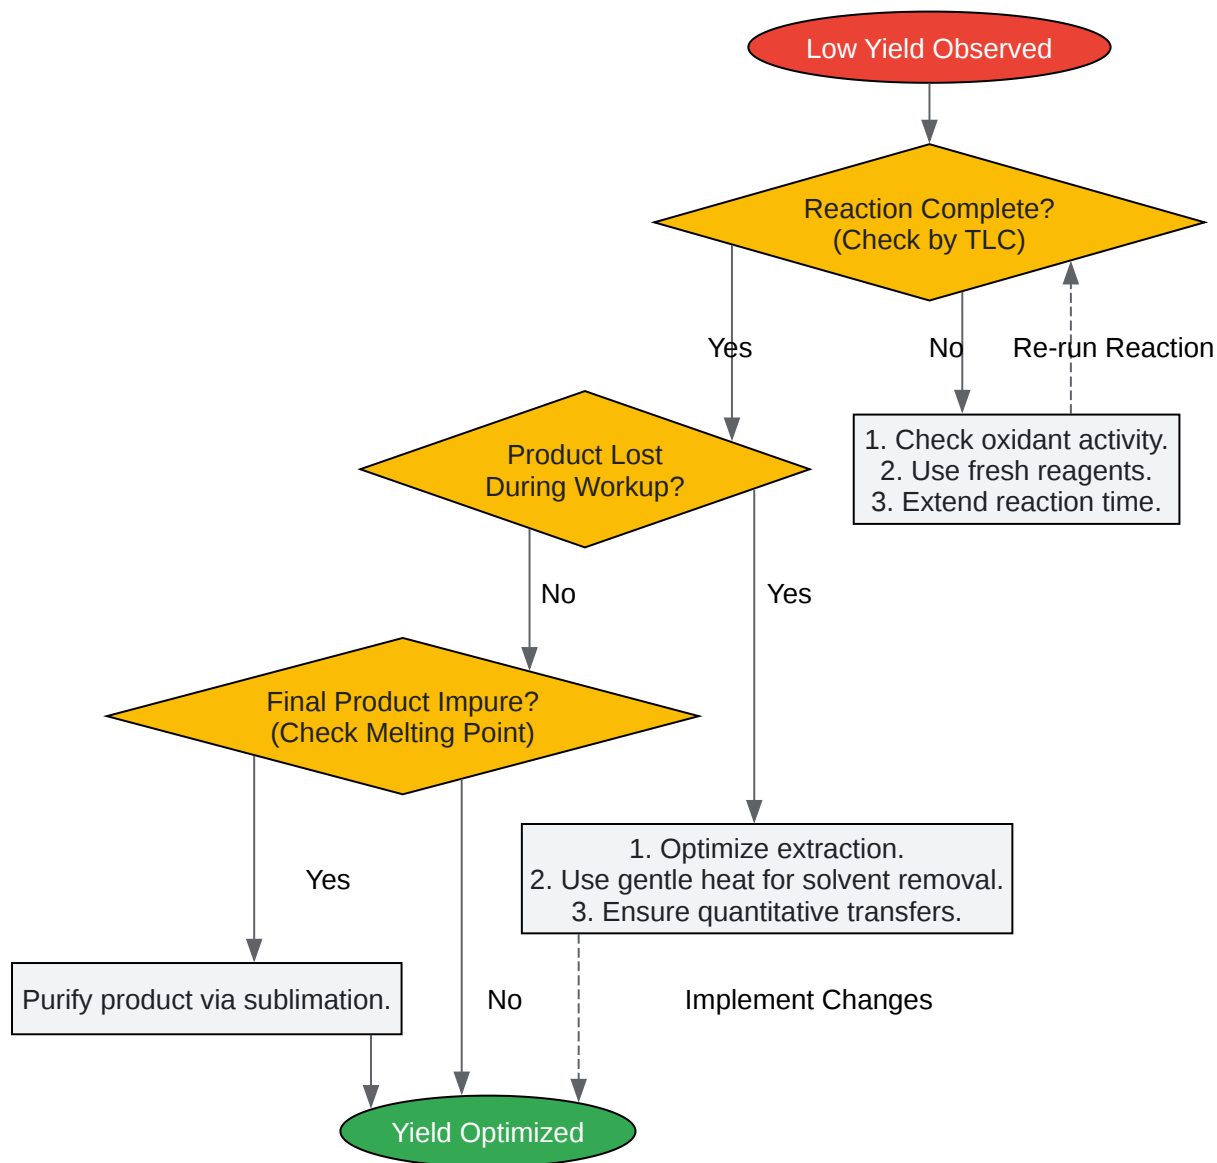 Low Yield Observed
Reaction Complete?
(Check by TLC)
Yes
No
Re-run Reaction
1. Check oxidant activity.
2. Use fresh reagents.
3. Extend reaction time.
Product Lost
During Workup?
No
Yes
Final Product Impure?
(Check Melting Point)
Yes
1. Optimize extraction.
2. Use gentle heat for solvent removal.
3. Ensure quantitative transfers.
Purify product via sublimation.
No
Implement Changes
Yield Optimized